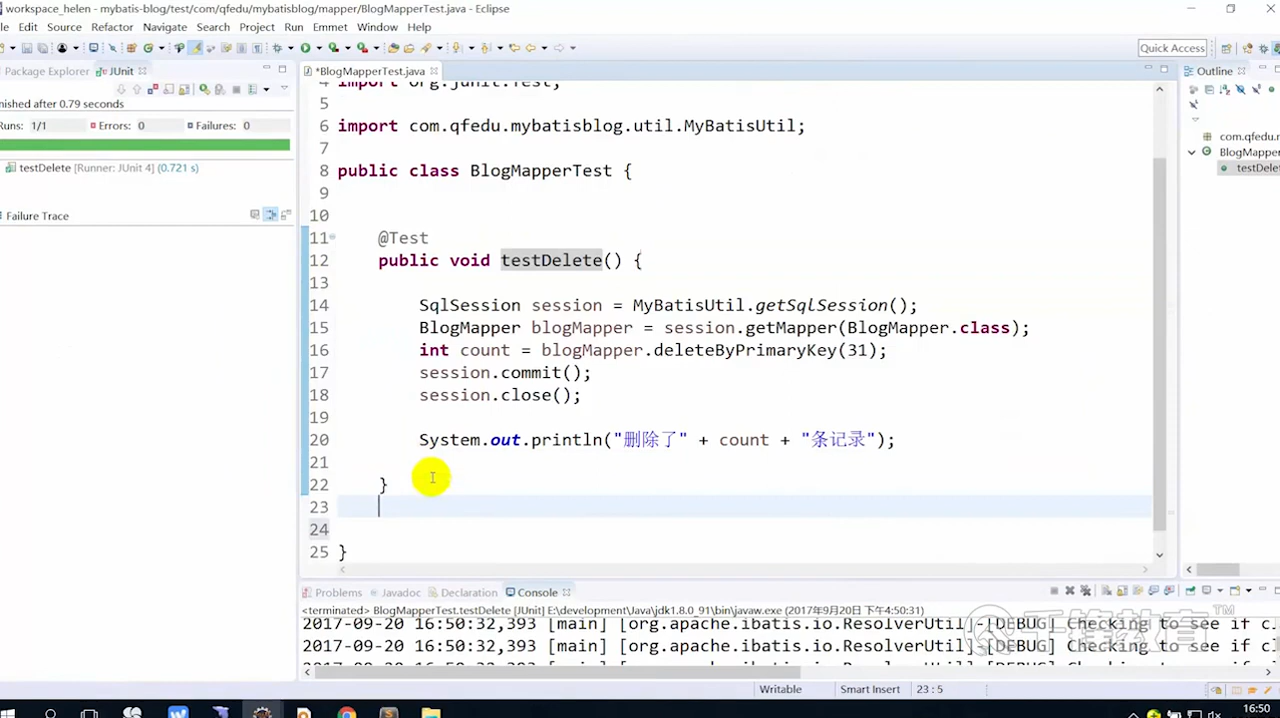 workspace_helen - mybatis-blog/test/com/qfedu/mybatisblog/mapper/BlogMapperTest.java - Eclipse
Edit Source Refactor Navigate Search Project Run Emmet Window Help
Quick Access
Package Explorer JUnit
*BlogMapperTest.java
Outline
nished after 0.79 seconds
Runs: 1/1 Errors: 0 Failures: 0
testDelete [Runner: JUnit 4] (0.721 s)
Failure Trace
4 import org.junit.Test;
5
6 import com.qfedu.mybatisblog.util.MyBatisUtil;
7
8 public class BlogMapperTest {
9
10
11 @Test
12 public void testDelete() {
13
14 SqlSession session = MyBatisUtil.getSqlSession();
15 BlogMapper blogMapper = session.getMapper(BlogMapper.class);
16 int count = blogMapper.deleteByPrimaryKey(31);
17 session.commit();
18 session.close();
19
20 System.out.println("删除了" + count + "条记录");
21
22 }
23
24
25 }
com.qfedu.m
BlogMapper
testDelet
Problems Javadoc Declaration Console
<terminated> BlogMapperTest.testDelete [JUnit] E:\development\Java\jdk1.8.0_91\bin\javaw.exe (2017年9月20日 下午4:50:31)
2017-09-20 16:50:32,393 [main] [org.apache.ibatis.io.ResolverUtil]-[DEBUG] Checking to see if c
2017-09-20 16:50:32,393 [main] [org.apache.ibatis.io.ResolverUtil]-[DEBUG] Checking to see if c
千锋教育™
Writable Smart Insert 23 : 5
16:50